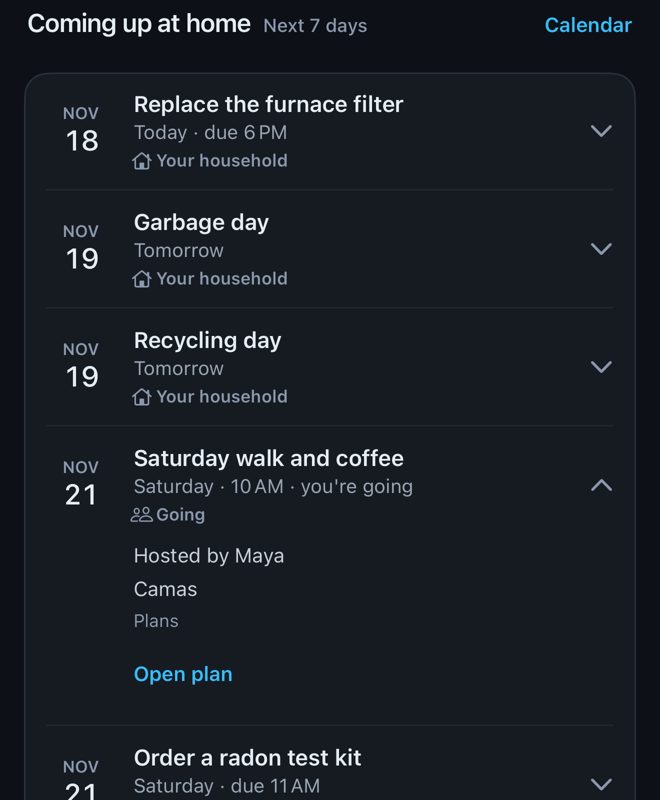 Coming up at home Next 7 days Calendar
NOV
18
Replace the furnace filter
Today · due 6 PM
Your household
NOV
19
Garbage day
Tomorrow
Your household
NOV
19
Recycling day
Tomorrow
Your household
NOV
21
Saturday walk and coffee
Saturday · 10 AM · you're going
Going
Hosted by Maya
Camas
Plans
Open plan
NOV
21
Order a radon test kit
Saturday · due 11 AM